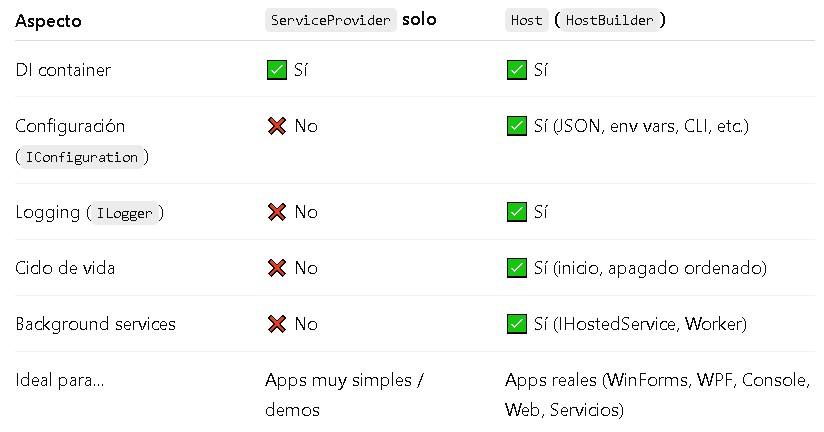 Aspecto ServiceProvider solo Host (HostBuilder)
DI container ✅ Sí ✅ Sí
Configuración ❌ No ✅ Sí (JSON, env vars, CLI, etc.)
(IConfiguration)
Logging (ILogger) ❌ No ✅ Sí
Ciclo de vida ❌ No ✅ Sí (inicio, apagado ordenado)
Background services ❌ No ✅ Sí (IHostedService, Worker)
Ideal para... Apps muy simples / Apps reales (WinForms, WPF, Console,
demos Web, Servicios)